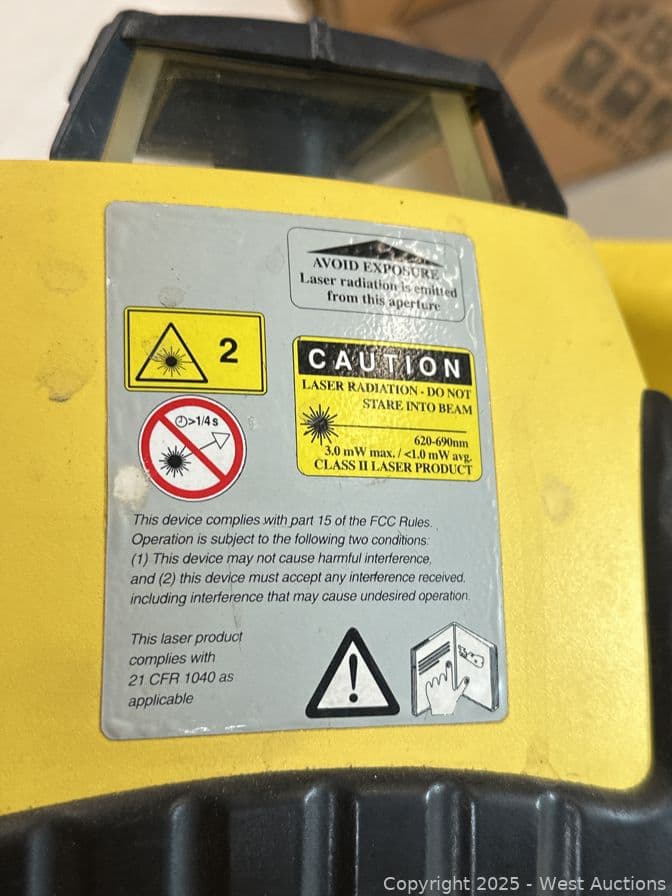 AVOID EXPOSURE
Laser radiation is emitted
from this aperture
2
CAUTION
LASER RADIATION - DO NOT
STARE INTO BEAM
>1/4 s
620-690nm
3.0 mW max. / <1.0 mW avg.
CLASS II LASER PRODUCT
This device complies with part 15 of the FCC Rules.
Operation is subject to the following two conditions:
(1) This device may not cause harmful interference,
and (2) this device must accept any interference received,
including interference that may cause undesired operation.
This laser product
complies with
21 CFR 1040 as
applicable
!
Copyright © 2025 - West Auctions